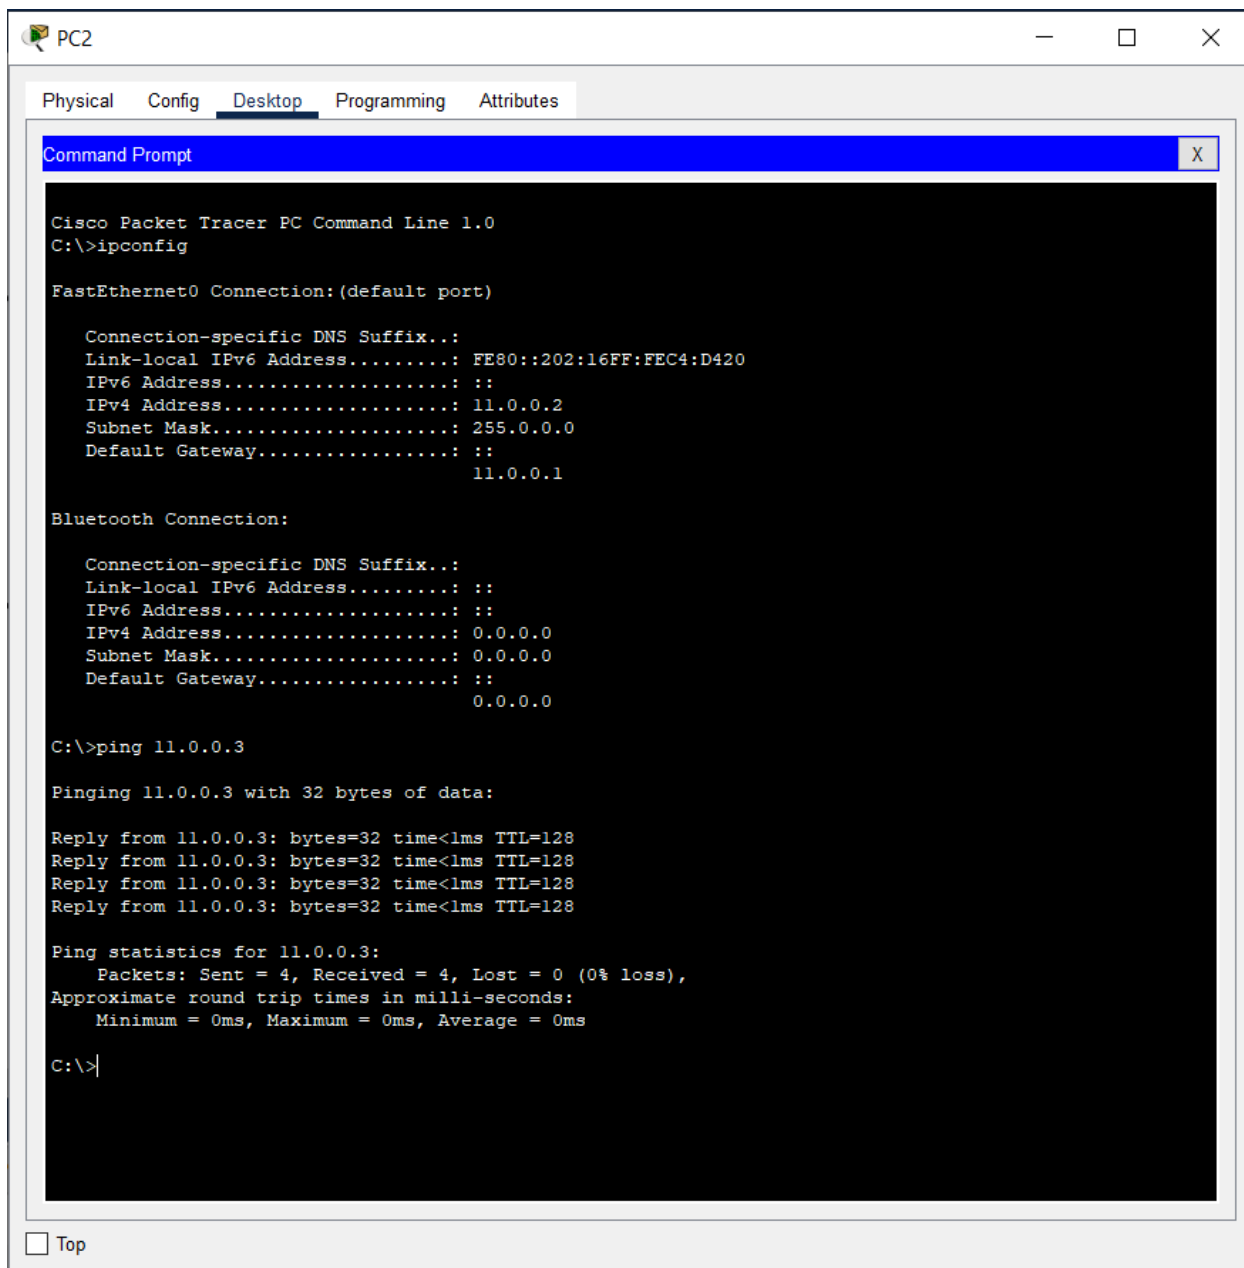 PC2
Physical Config Desktop Programming Attributes
Command Prompt X
Cisco Packet Tracer PC Command Line 1.0
C:\>ipconfig
FastEthernet0 Connection:(default port)
Connection-specific DNS Suffix..:
Link-local IPv6 Address.........: FE80::202:16FF:FEC4:D420
IPv6 Address....................: ::
IPv4 Address....................: 11.0.0.2
Subnet Mask.....................: 255.0.0.0
Default Gateway.................: ::
11.0.0.1
Bluetooth Connection:
Connection-specific DNS Suffix..:
Link-local IPv6 Address.........: ::
IPv6 Address....................: ::
IPv4 Address....................: 0.0.0.0
Subnet Mask.....................: 0.0.0.0
Default Gateway.................: ::
0.0.0.0
C:\>ping 11.0.0.3
Pinging 11.0.0.3 with 32 bytes of data:
Reply from 11.0.0.3: bytes=32 time<1ms TTL=128
Reply from 11.0.0.3: bytes=32 time<1ms TTL=128
Reply from 11.0.0.3: bytes=32 time<1ms TTL=128
Reply from 11.0.0.3: bytes=32 time<1ms TTL=128
Ping statistics for 11.0.0.3:
Packets: Sent = 4, Received = 4, Lost = 0 (0% loss),
Approximate round trip times in milli-seconds:
Minimum = 0ms, Maximum = 0ms, Average = 0ms
C:\>
Top